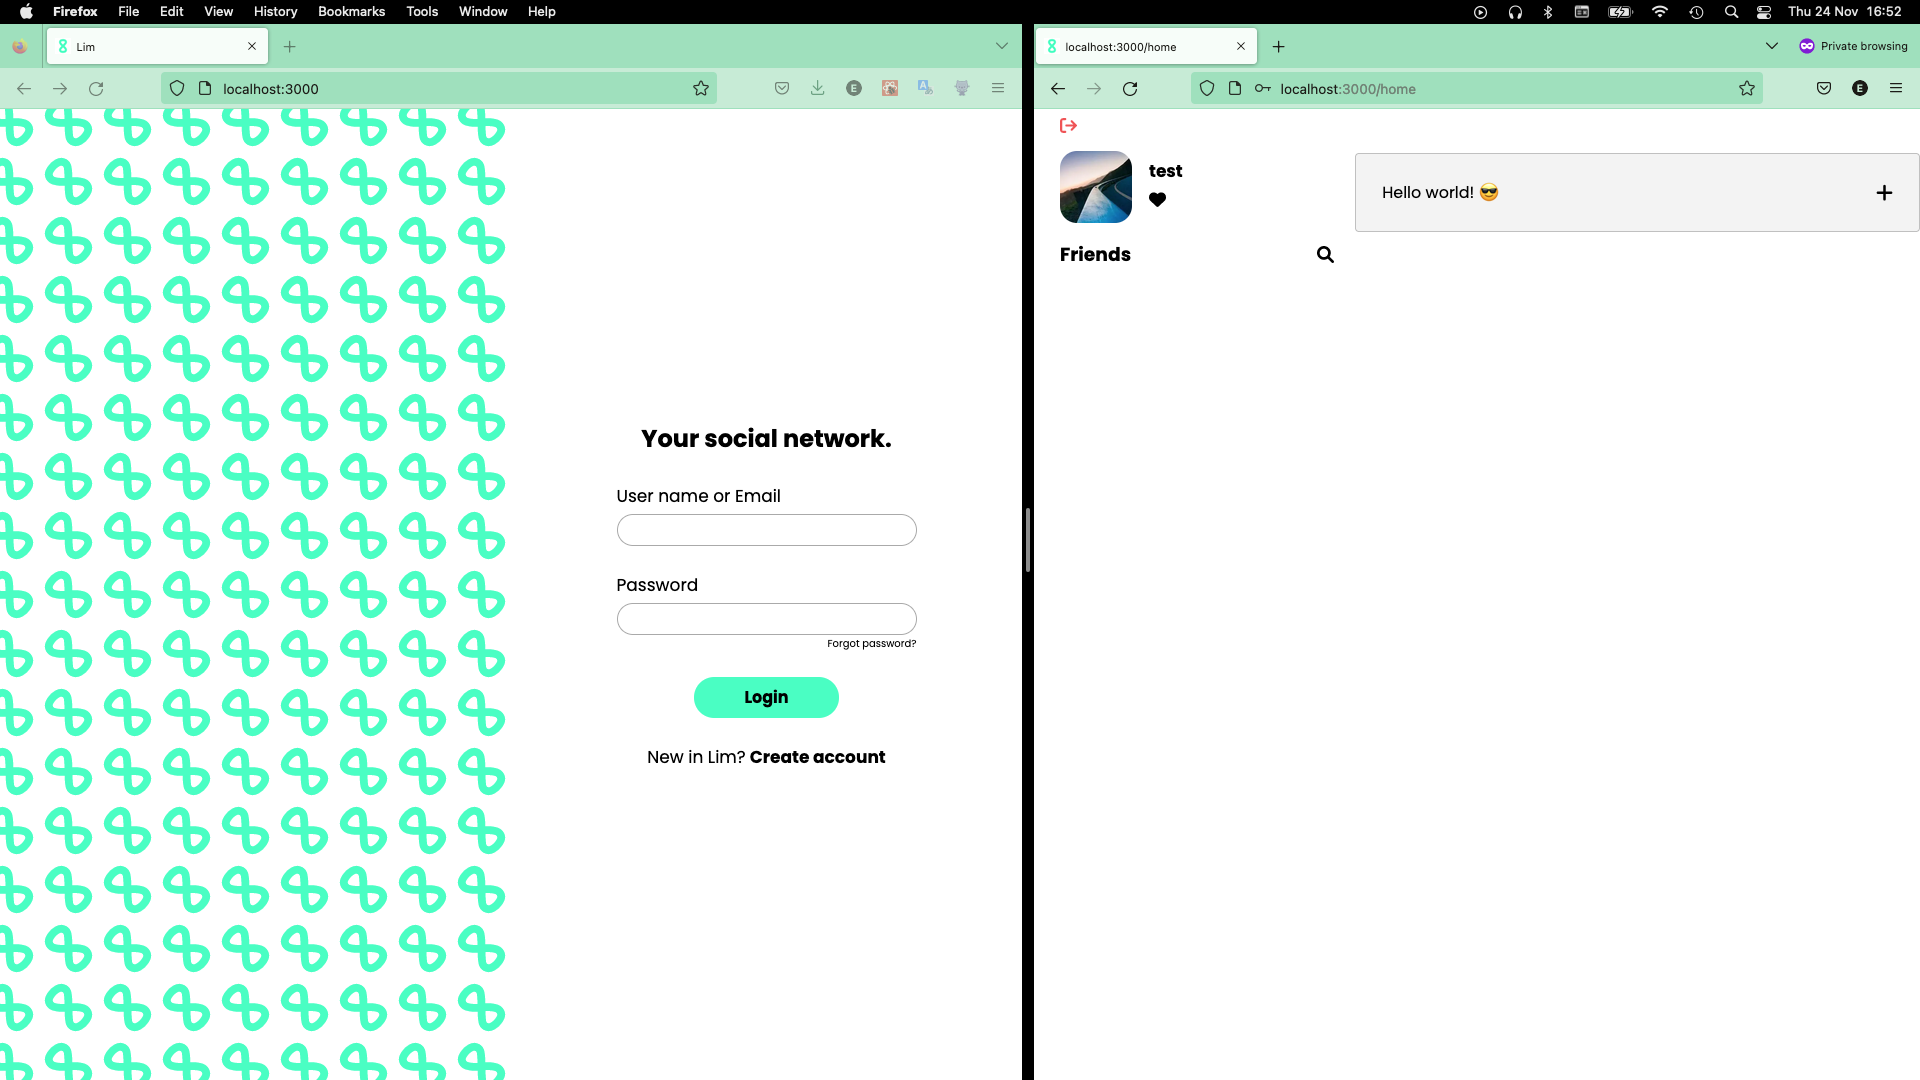 Firefox File Edit View History Bookmarks Tools Window Help
Thu 24 Nov 16:52
Lim
localhost:3000
Your social network.
User name or Email
Password
Forgot password?
Login
New in Lim? Create account
localhost:3000/home
Private browsing
E
localhost:3000/home
E
test
Hello world! 😎
Friends